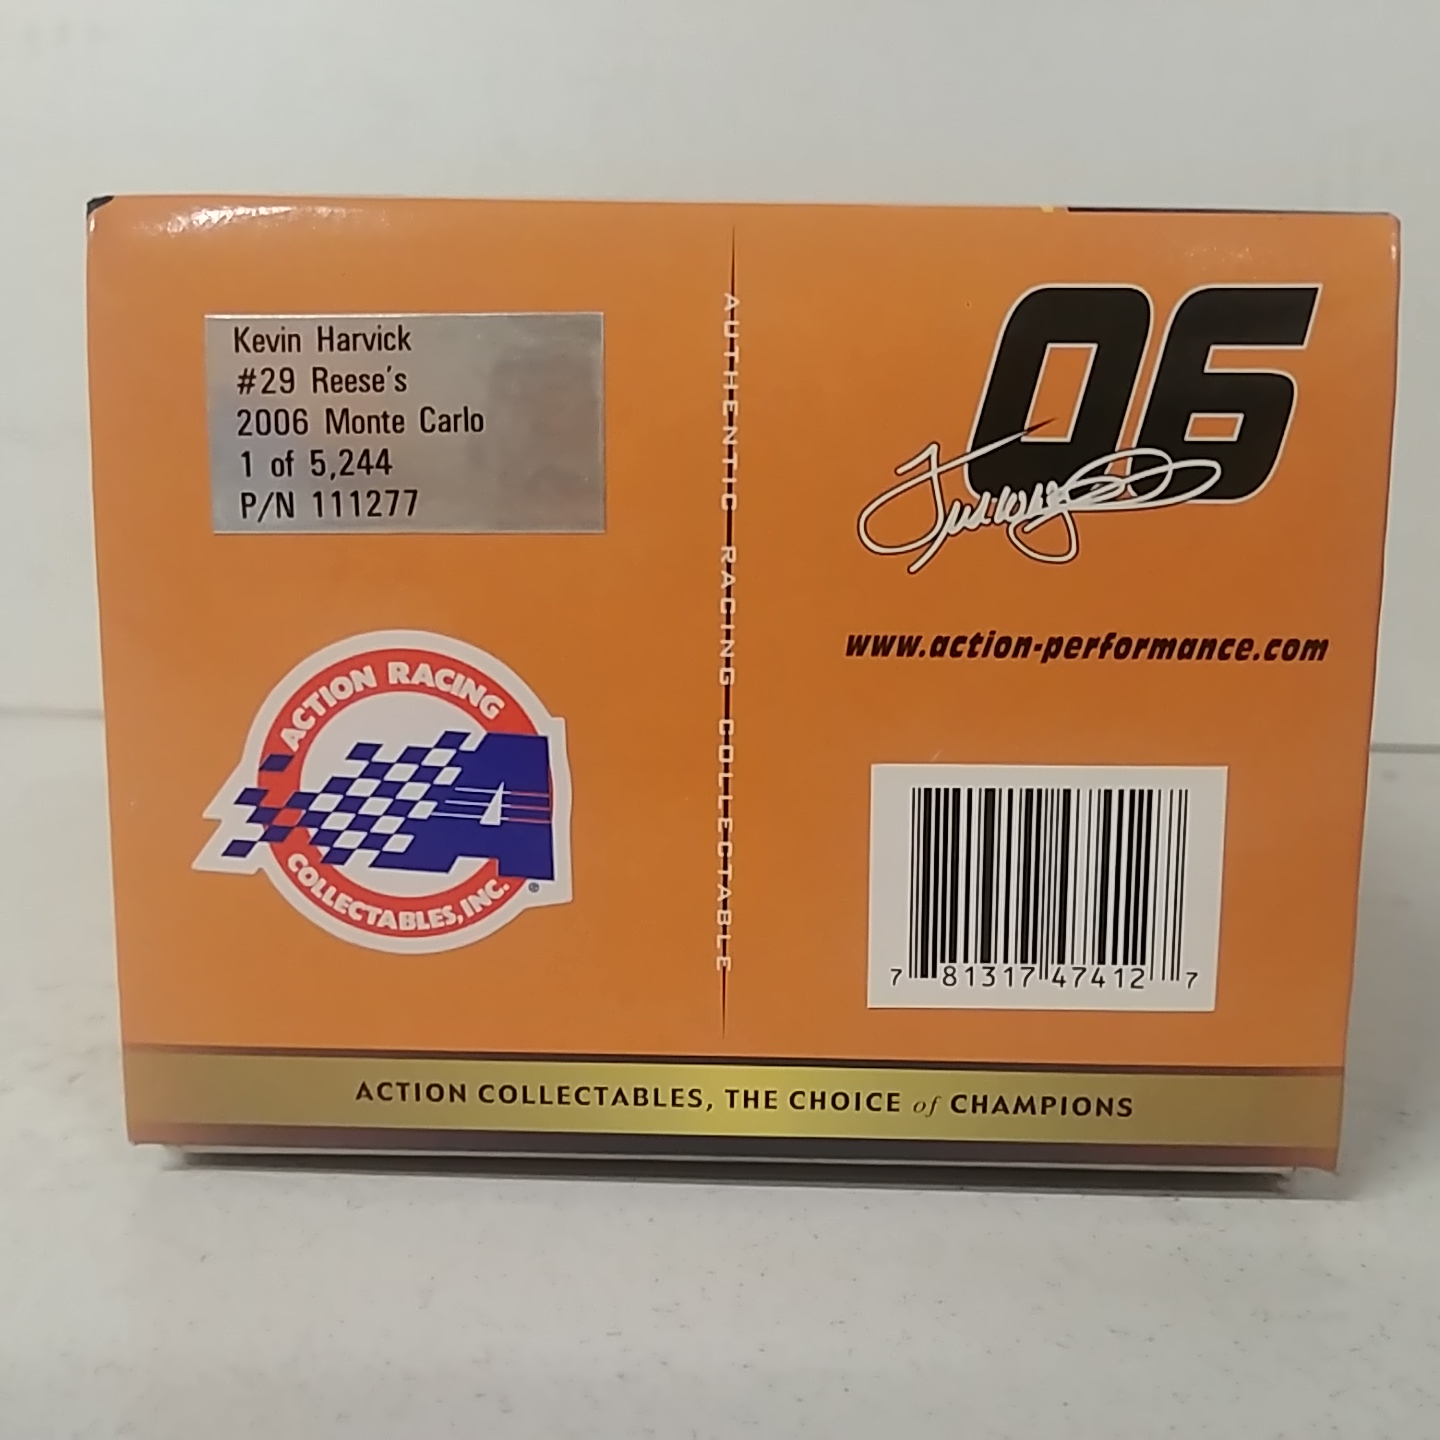 Kevin Harvick
#29 Reese's
2006 Monte Carlo
1 of 5,244
P/N 111277
ACTION RACING
COLLECTABLES, INC.
®
AUTHENTIC RACING COLLECTABLE
06
www.action-performance.com
7 81317 47412 7
ACTION COLLECTABLES, THE CHOICE of CHAMPIONS